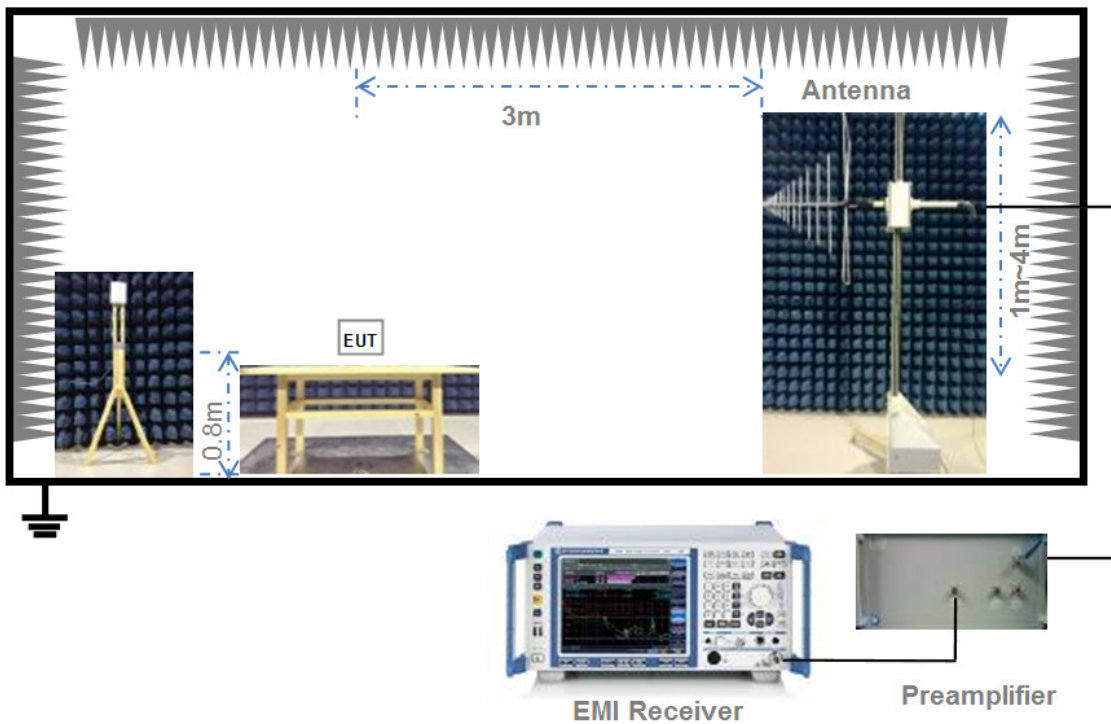 Antenna
3m
1m~4m
EUT
0.8m
Preamplifier
EMI Receiver